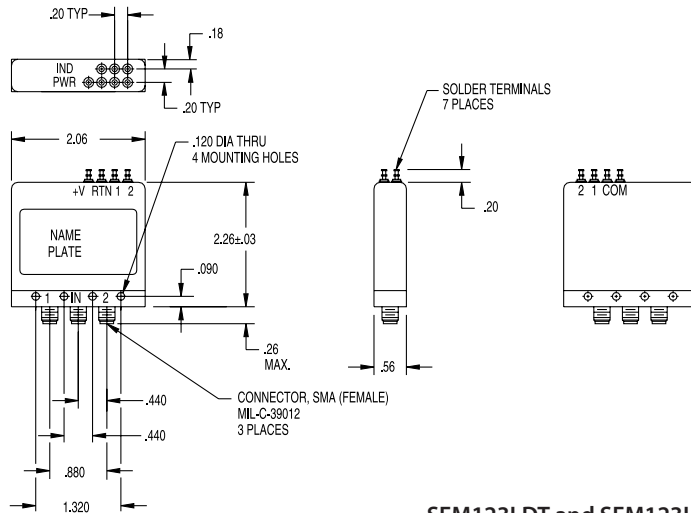 .20 TYP
.18
IND
PWR
.20 TYP
2.06
.120 DIA THRU
4 MOUNTING HOLES
+V RTN 1 2
NAME
PLATE
2.26±.03
.090
1 IN 2
.26
MAX.
.440
CONNECTOR, SMA (FEMALE)
MIL-C-39012
3 PLACES
.440
.880
1.320
SOLDER TERMINALS
7 PLACES
.20
.56
2 1 COM